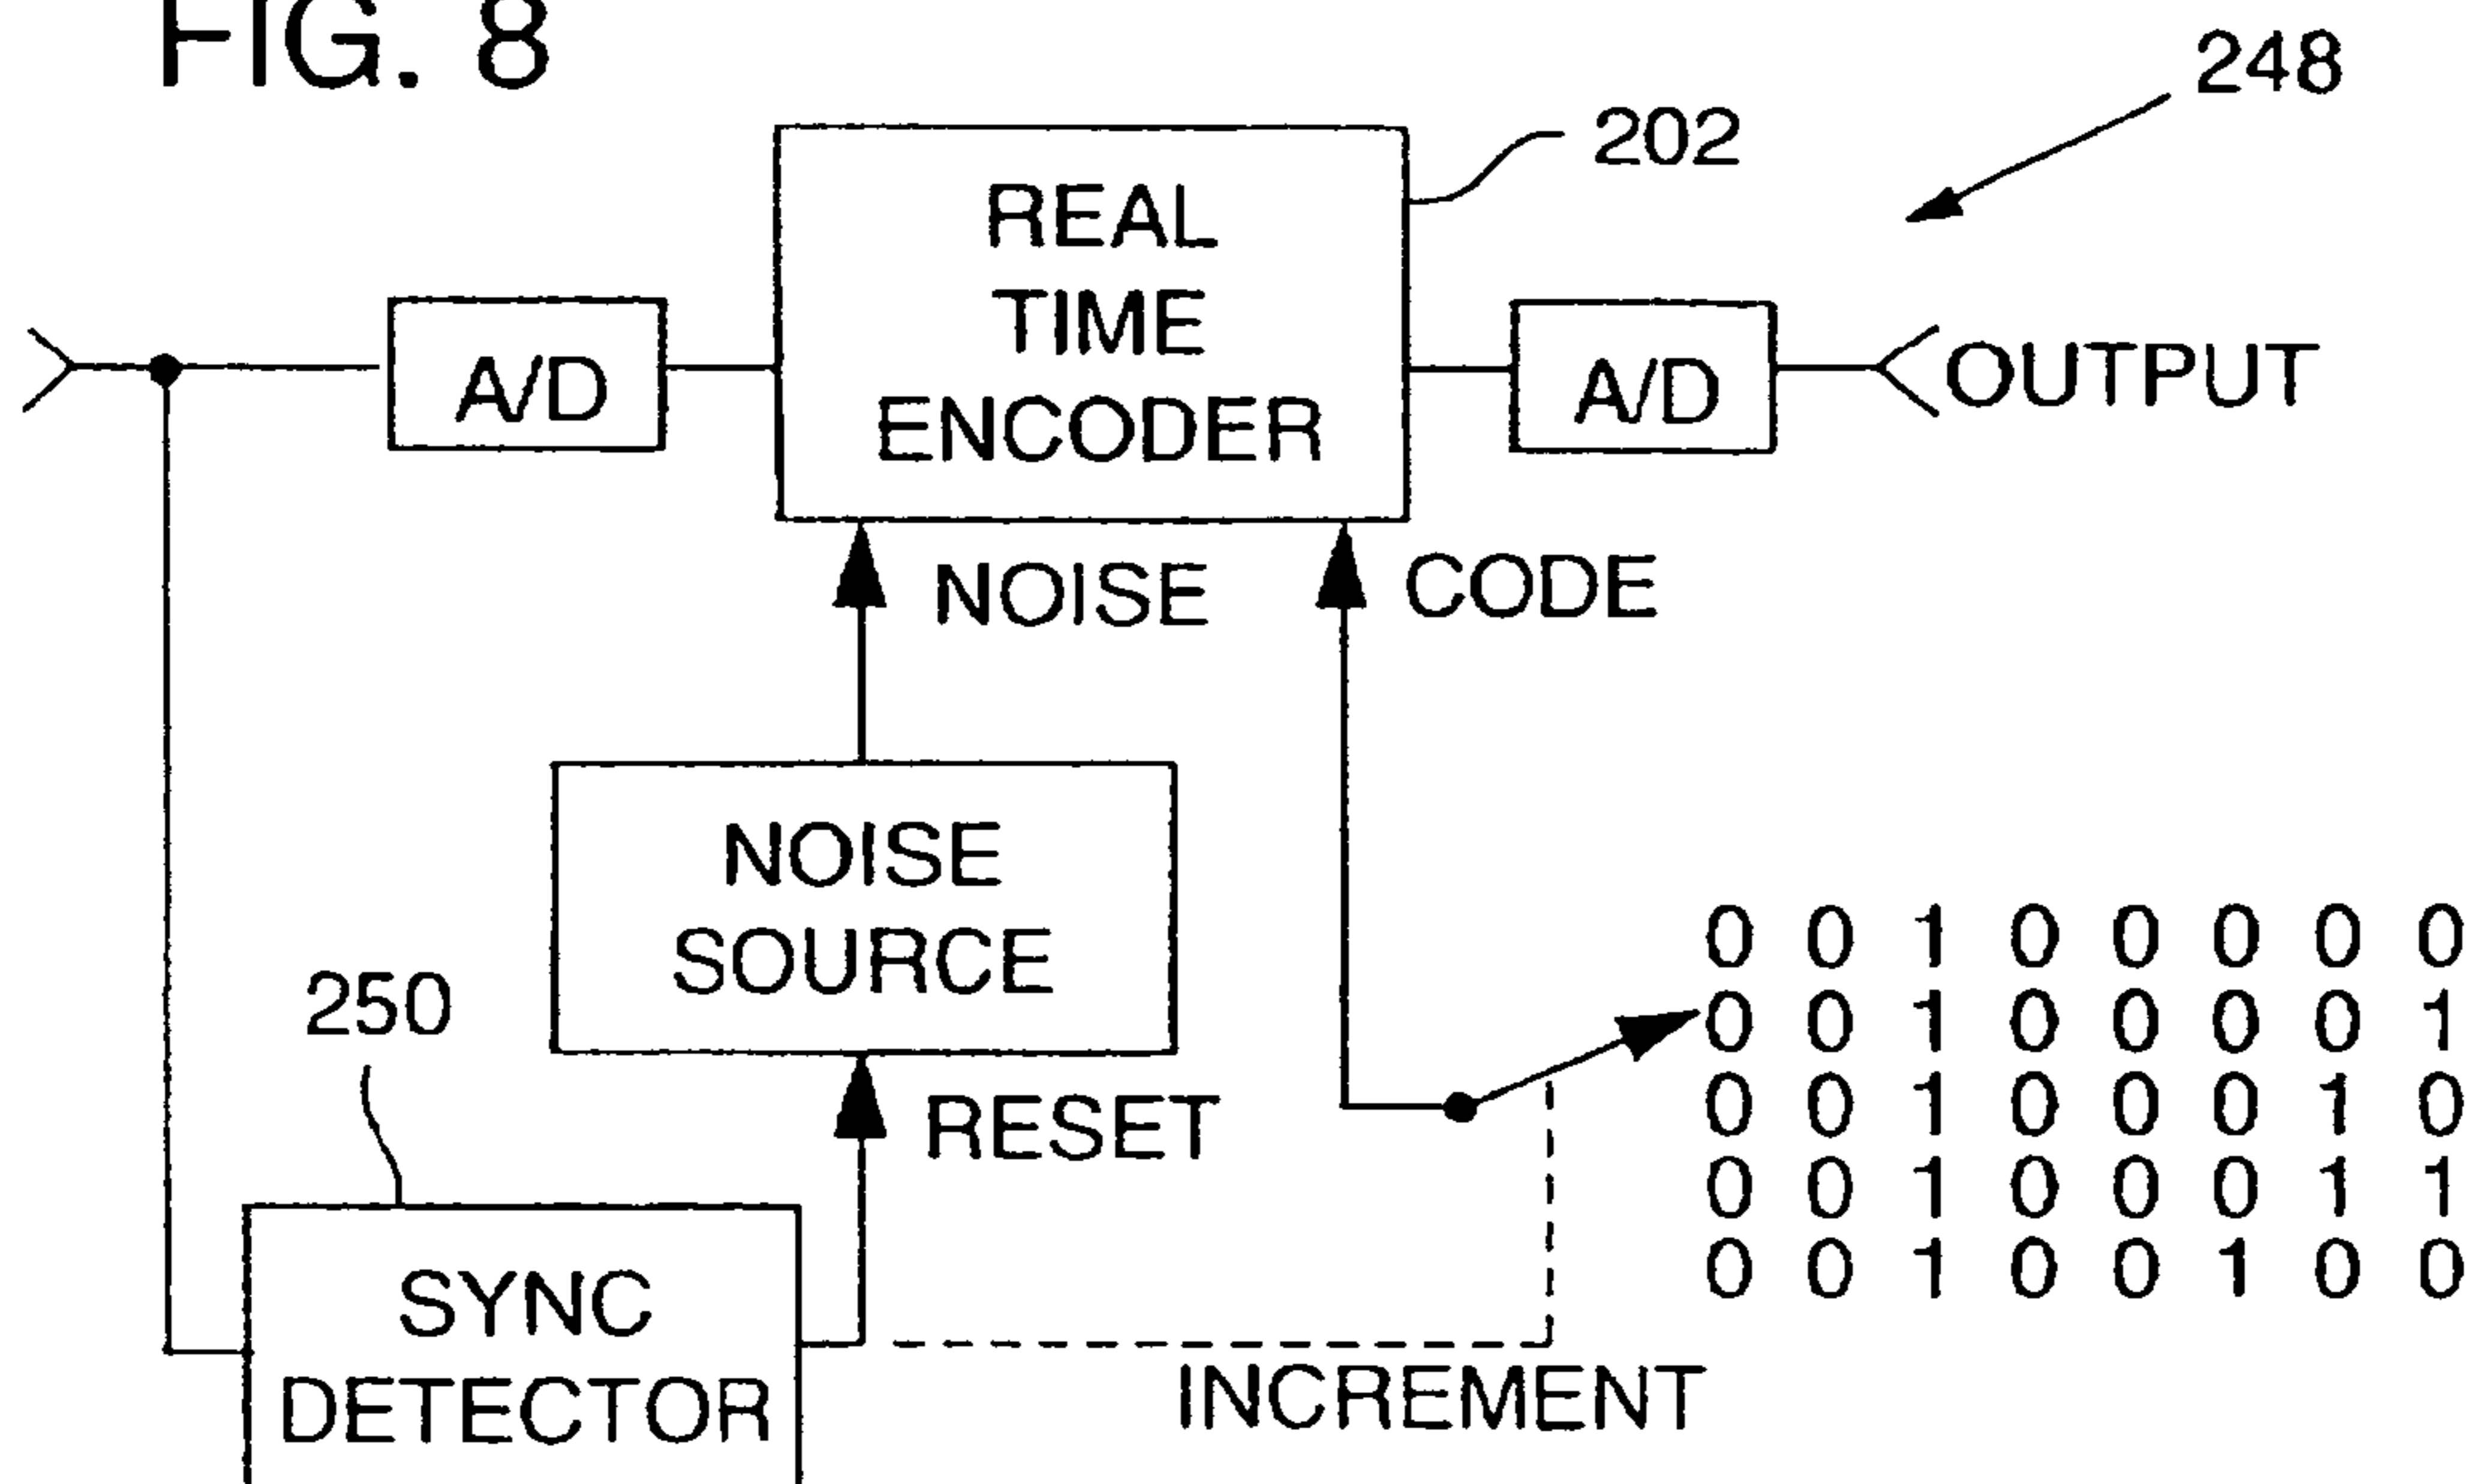 FIG. 8
248
202
REAL
TIME
ENCODER
A/D
A/D
OUTPUT
NOISE
CODE
NOISE
SOURCE
250
RESET
0 0 1 0 0 0 0 0
0 0 1 0 0 0 0 1
0 0 1 0 0 0 1 0
0 0 1 0 0 0 1 1
0 0 1 0 0 1 0 0
SYNC
DETECTOR
INCREMENT